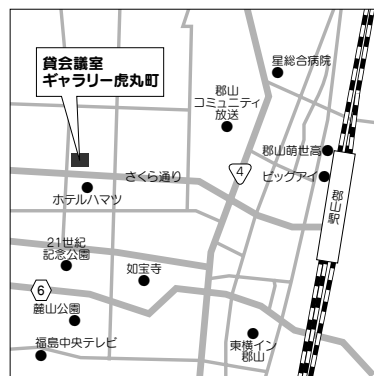 貸会議室
ギャラリー虎丸町
星総合病院
郡山
コミュニティ
放送
郡山萌世高
4
さくら通り
ビッグアイ
ホテルハマツ
郡山駅
21世紀
記念公園
如宝寺
6
麓山公園
福島中央テレビ
東横イン
郡山